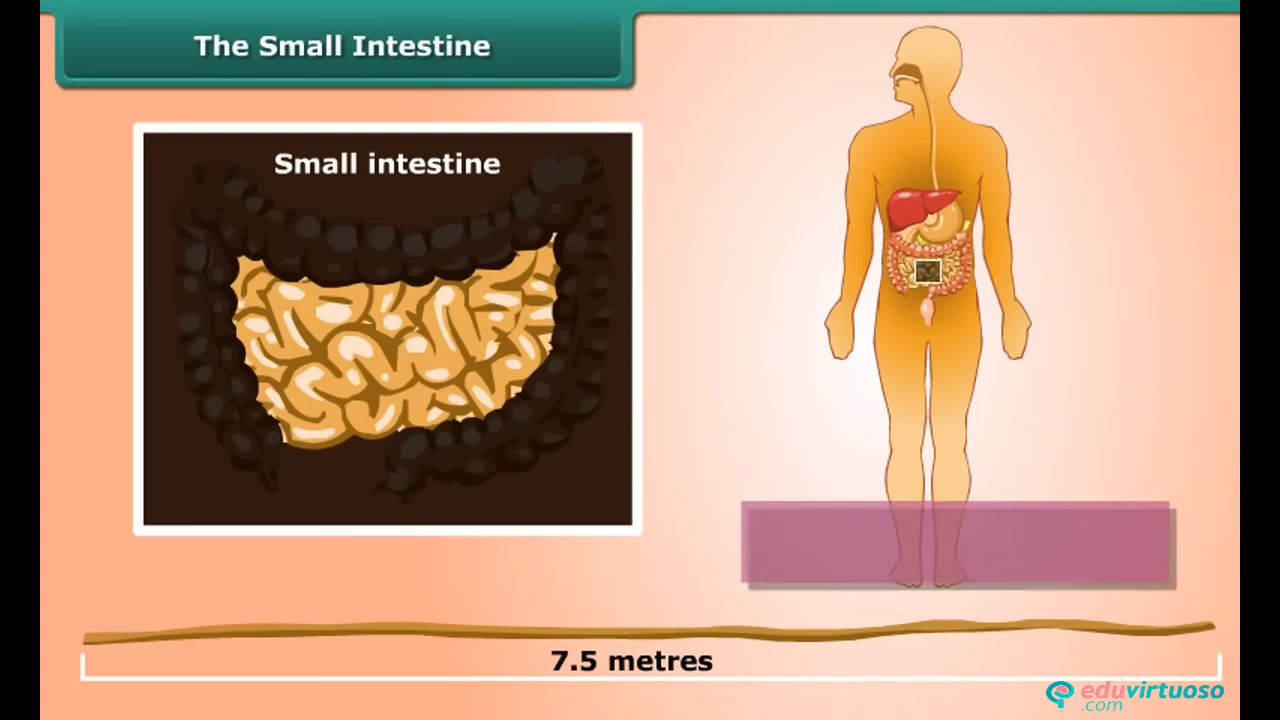 The Small Intestine
Small intestine
7.5 metres
eduvirtuoso
.com